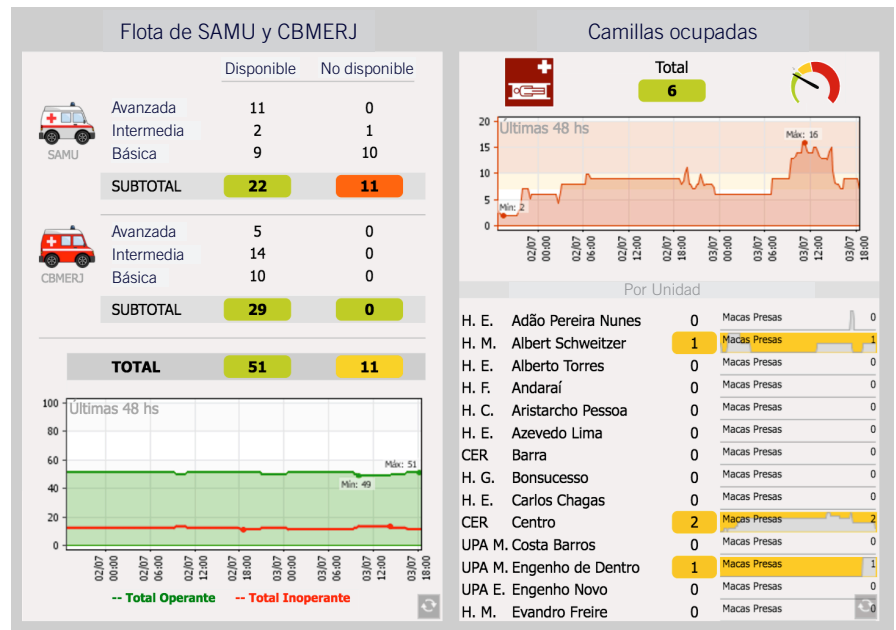 Flota de SAMU y CBMERJ
Disponible No disponible
Avanzada 11 0
Intermedia 2 1
Básica 9 10
SAMU
SUBTOTAL 22 11
Avanzada 5 0
Intermedia 14 0
Básica 10 0
CBMERJ
SUBTOTAL 29 0
TOTAL 51 11
Últimas 48 hs
100
80
60
40
20
0
Máx: 51
Mín: 49
02/07 00:00
02/07 06:00
02/07 12:00
02/07 18:00
03/07 00:00
03/07 06:00
03/07 12:00
03/07 18:00
-- Total Operante -- Total Inoperante
Camillas ocupadas
Total
6
Últimas 48 hs
20
15
10
5
0
Máx: 16
Mín: 2
02/07 00:00
02/07 06:00
02/07 12:00
02/07 18:00
03/07 00:00
03/07 06:00
03/07 12:00
03/07 18:00
Por Unidad
H. E. Adão Pereira Nunes 0 Macas Presas 0
H. M. Albert Schweitzer 1 Macas Presas 1
H. E. Alberto Torres 0 Macas Presas 0
H. F. Andaraí 0 Macas Presas 0
H. C. Aristarcho Pessoa 0 Macas Presas 0
H. E. Azevedo Lima 0 Macas Presas 0
CER Barra 0 Macas Presas 0
H. G. Bonsucesso 0 Macas Presas 0
H. E. Carlos Chagas 0 Macas Presas 0
CER Centro 2 Macas Presas 2
UPA M. Costa Barros 0 Macas Presas 0
UPA M. Engenho de Dentro 1 Macas Presas 1
UPA E. Engenho Novo 0 Macas Presas 0
H. M. Evandro Freire 0 Macas Presas 0